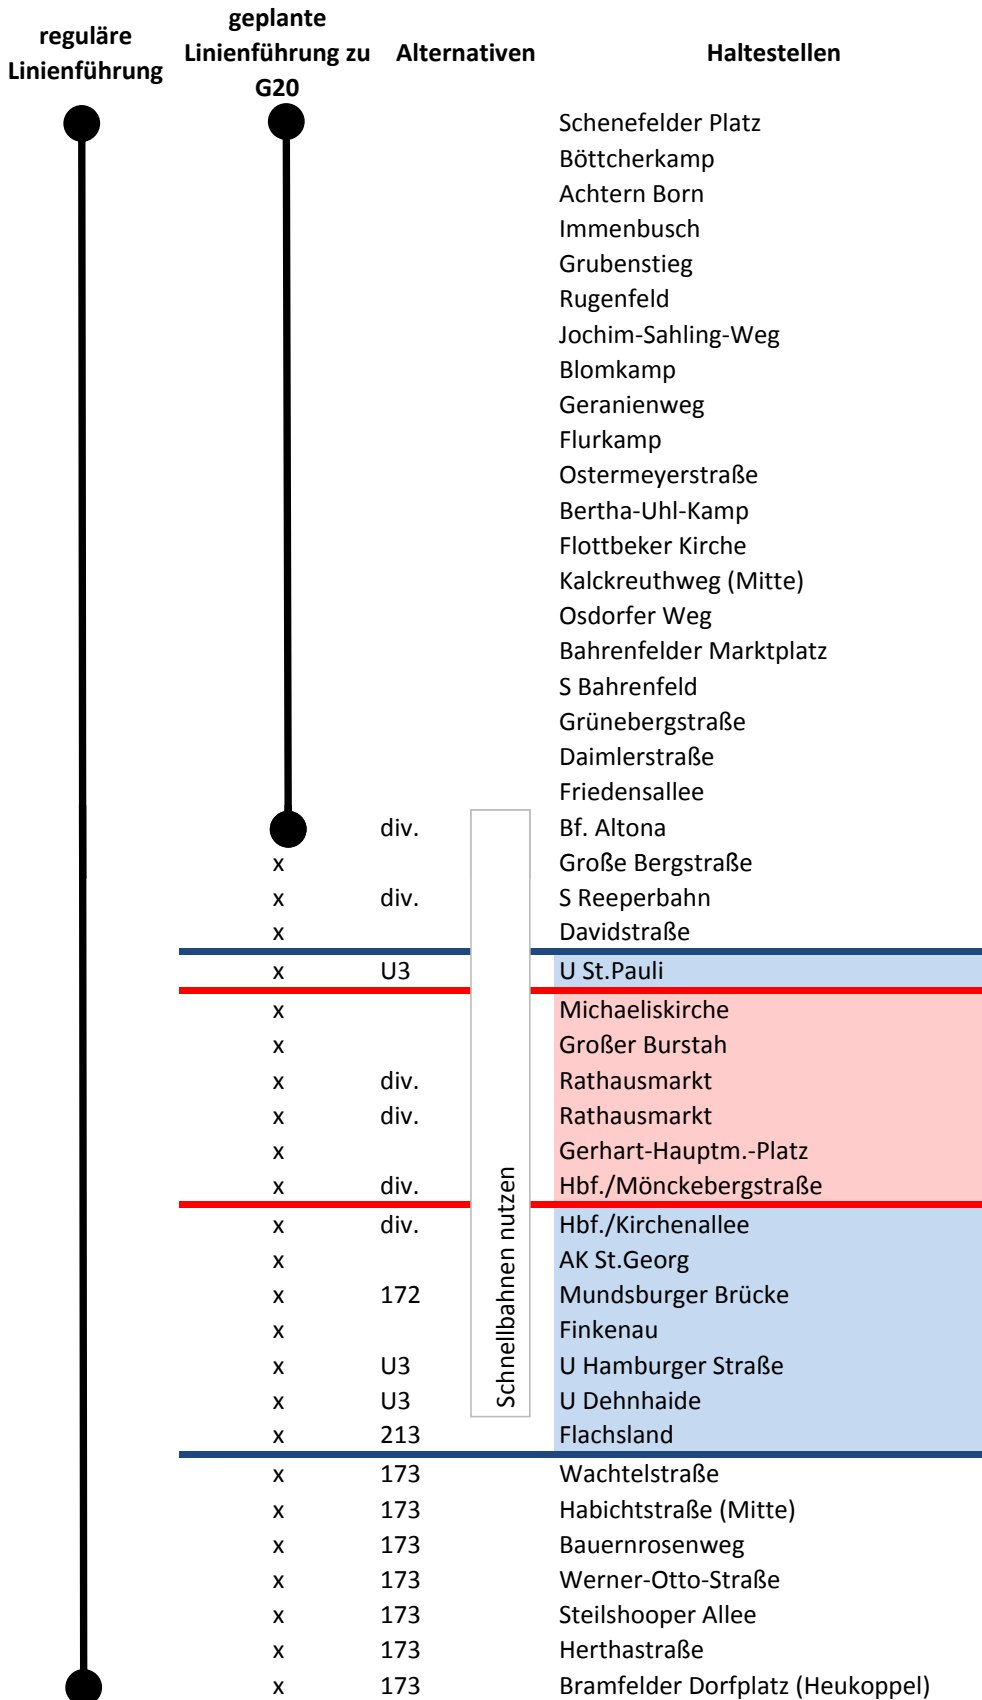 reguläre
Linienführung
geplante
Linienführung zu
G20
Alternativen
Haltestellen
Schenefelder Platz
Böttcherkamp
Achtern Born
Immenbusch
Grubenstieg
Rugenfeld
Jochim-Sahling-Weg
Blomkamp
Geranienweg
Flurkamp
Ostermeyerstraße
Bertha-Uhl-Kamp
Flottbeker Kirche
Kalckreuthweg (Mitte)
Osdorfer Weg
Bahrenfelder Marktplatz
S Bahrenfeld
Grünebergstraße
Daimlerstraße
Friedensallee
div. Bf. Altona
x Große Bergstraße
x div. S Reeperbahn
x Davidstraße
x U3 U St.Pauli
x Michaeliskirche
x Großer Burstah
x div. Rathausmarkt
x div. Rathausmarkt
x Gerhart-Hauptm.-Platz
x div. Hbf./Mönckebergstraße
x div. Hbf./Kirchenallee
x AK St.Georg
x 172 Mundsburger Brücke
x Finkenau
x U3 U Hamburger Straße
x U3 U Dehnhaide
x 213 Flachsland
x 173 Wachtelstraße
x 173 Habichtstraße (Mitte)
x 173 Bauernrosenweg
x 173 Werner-Otto-Straße
x 173 Steilshooper Allee
x 173 Herthastraße
x 173 Bramfelder Dorfplatz (Heukoppel)
Schnellbahnen nutzen